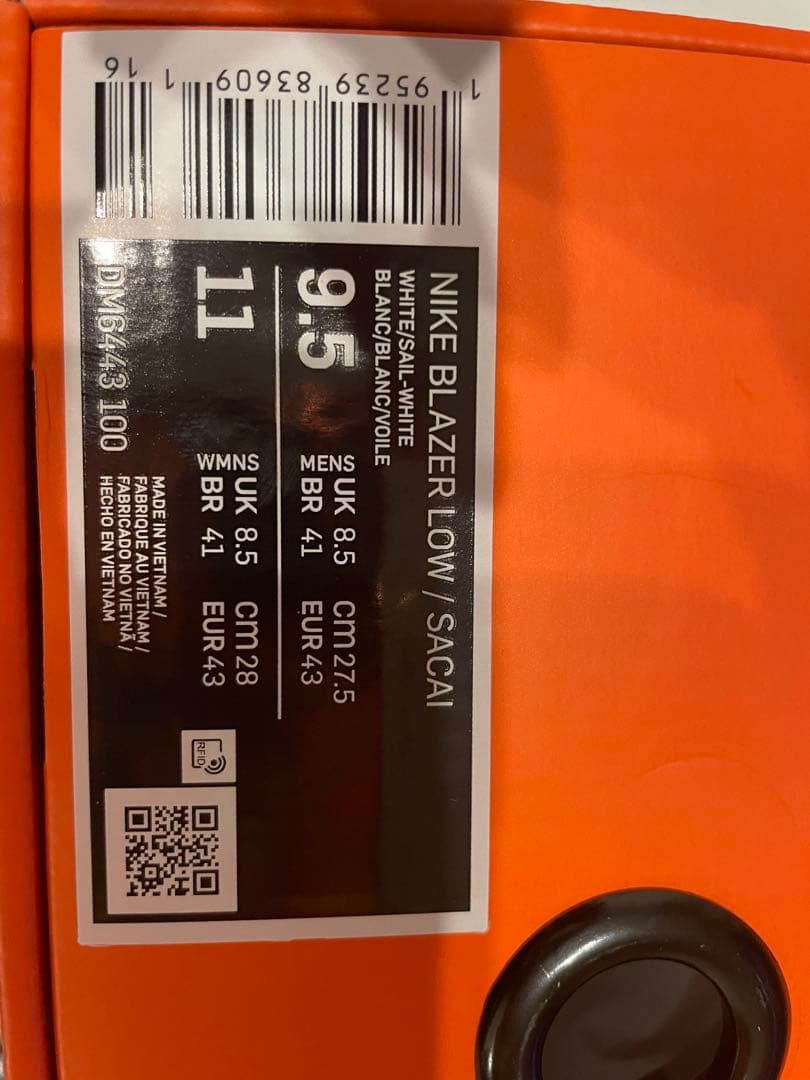 NIKE BLAZER LOW / SACAI
WHITE/SAIL-WHITE
BLANC/BLANC/VOILE
9.5 MENS UK 8.5 cm 27.5
BR 41 EUR 43
11 WMNS UK 8.5 cm 28
BR 41 EUR 43
DM6443 100
MADE IN VIETNAM /
FABRIQUE AU VIETNAM /
FABRICADO NO VIETNÃ /
HECHO EN VIETNAM
RFID
1 95239 83609 1 16